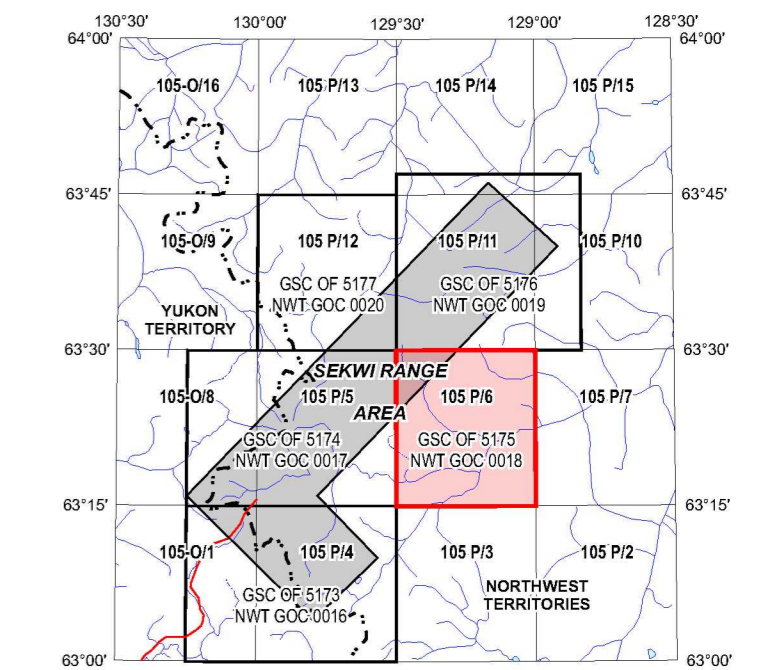 130°30' 130°00' 129°30' 129°00' 128°30'
64°00' 64°00'
105-O/16 105 P/13 105 P/14 105 P/15
63°45' 63°45'
105-O/9 105 P/12 105 P/11 105 P/10
GSC OF 5177 GSC OF 5176
NWT GOC 0020 NWT GOC 0019
YUKON
TERRITORY
63°30' 63°30'
SEKWI RANGE
105-O/8 105 P/5 105 P/6 105 P/7
AREA
GSC OF 5174 GSC OF 5175
NWT GOC 0017 NWT GOC 0018
63°15' 63°15'
105-O/1 105 P/4 105 P/3 105 P/2
NORTHWEST
TERRITORIES
GSC OF 5173
NWT GOC 0016
63°00' 63°00'